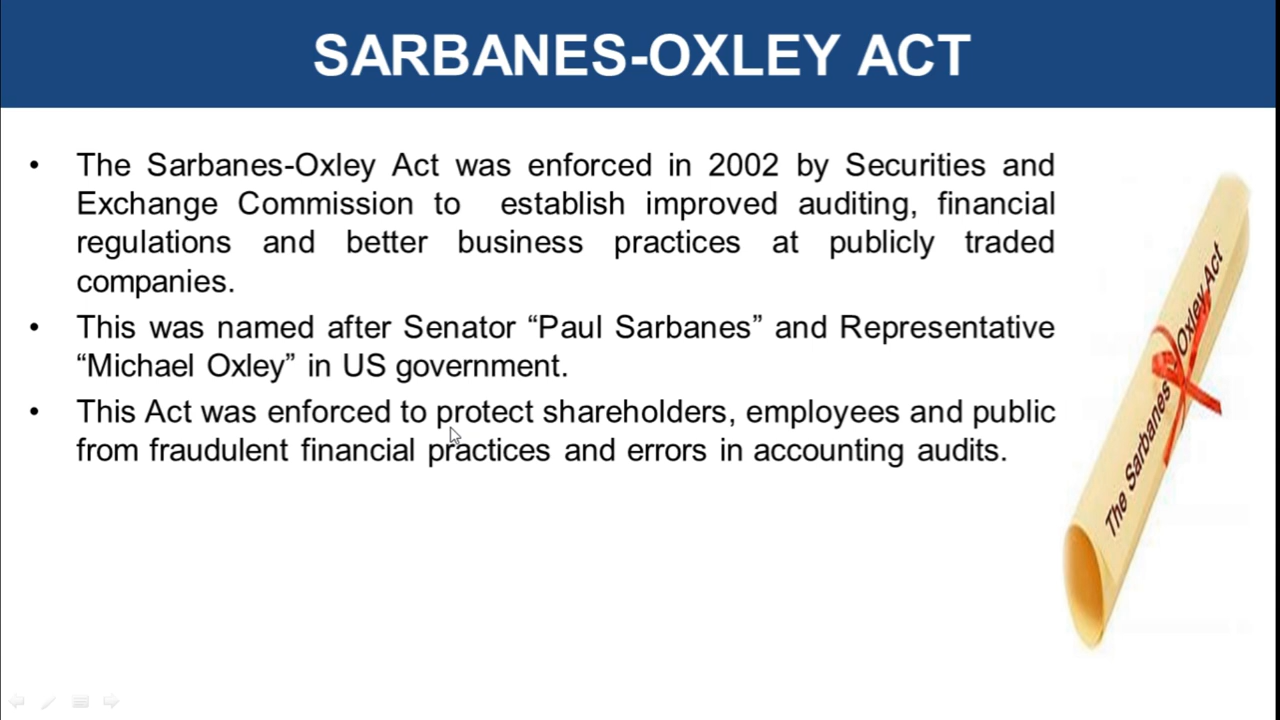 SARBANES-OXLEY ACT
• The Sarbanes-Oxley Act was enforced in 2002 by Securities and
Exchange Commission to establish improved auditing, financial
regulations and better business practices at publicly traded
companies.
• This was named after Senator “Paul Sarbanes” and Representative
“Michael Oxley” in US government.
• This Act was enforced to protect shareholders, employees and public
from fraudulent financial practices and errors in accounting audits.
The Sarbanes Oxley Act